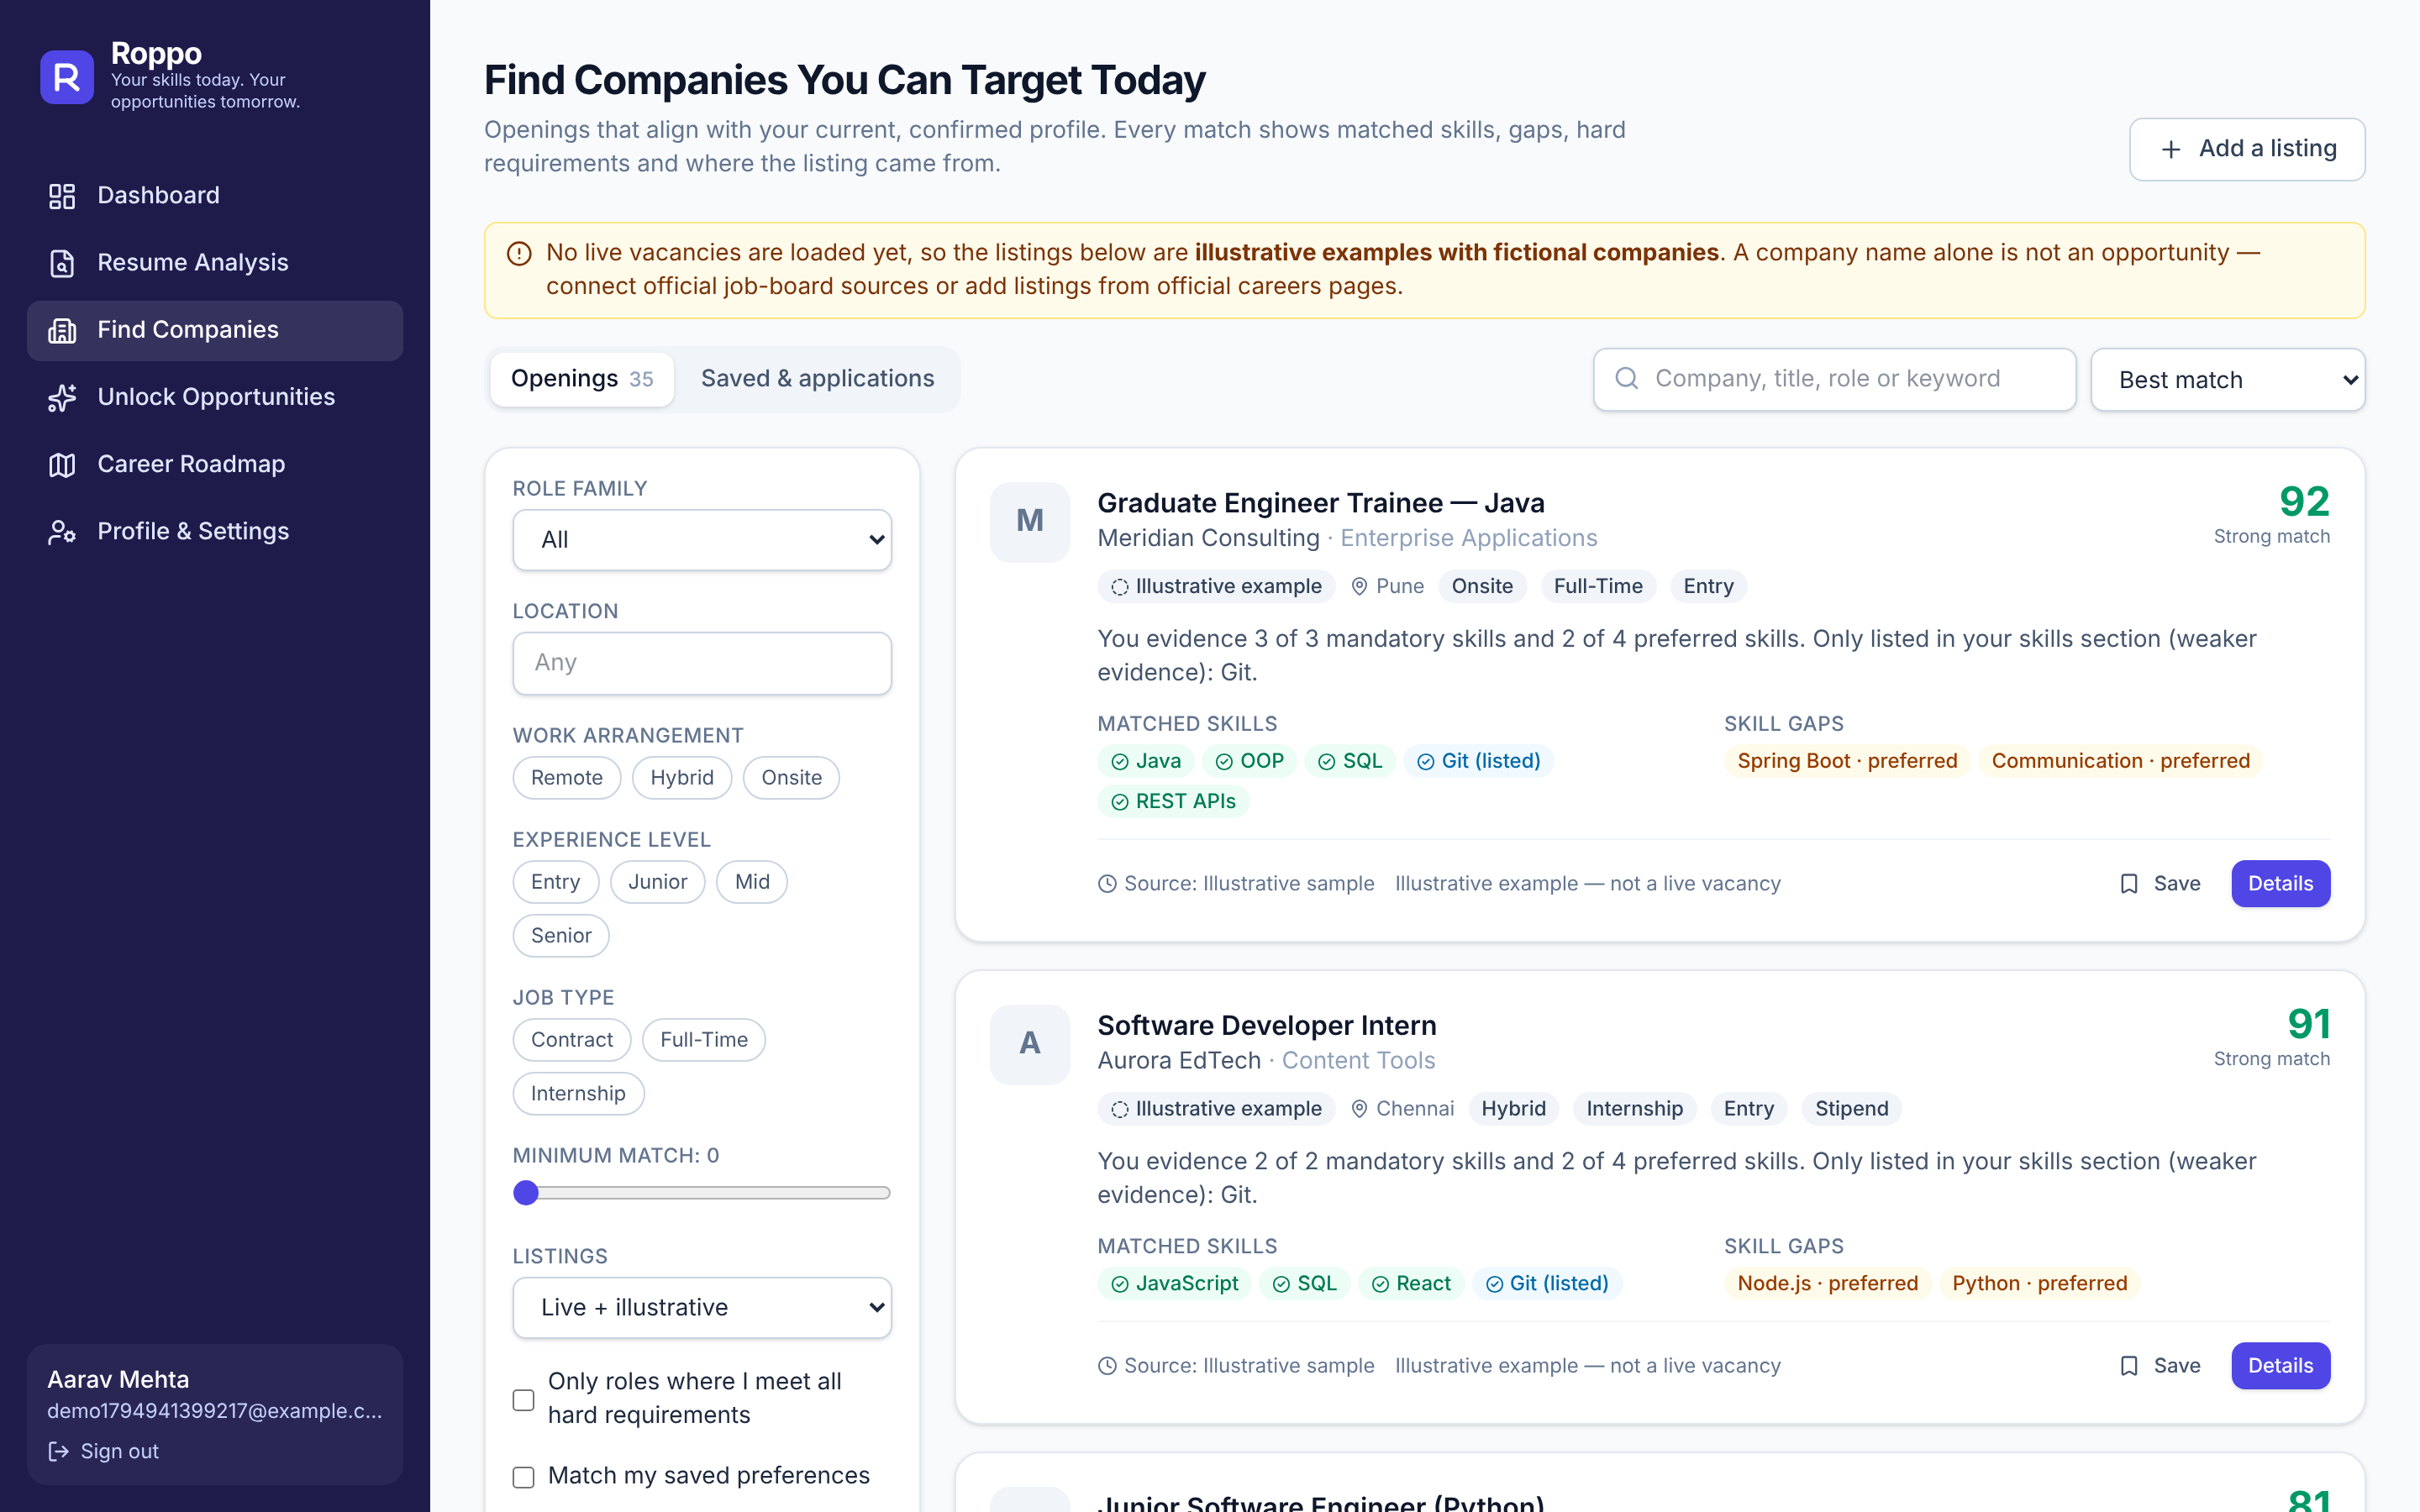 R
Roppo
Your skills today. Your
opportunities tomorrow.
Dashboard
Resume Analysis
Find Companies
Unlock Opportunities
Career Roadmap
Profile & Settings
Aarav Mehta
demo1794941399217@example.c...
Sign out
Find Companies You Can Target Today
Openings that align with your current, confirmed profile. Every match shows matched skills, gaps, hard
requirements and where the listing came from.
Add a listing
No live vacancies are loaded yet, so the listings below are illustrative examples with fictional companies. A company name alone is not an opportunity —
connect official job-board sources or add listings from official careers pages.
Openings 35
Saved & applications
Company, title, role or keyword
Best match
ROLE FAMILY
All
LOCATION
Any
WORK ARRANGEMENT
Remote Hybrid Onsite
EXPERIENCE LEVEL
Entry Junior Mid
Senior
JOB TYPE
Contract Full-Time
Internship
MINIMUM MATCH: 0
LISTINGS
Live + illustrative
Only roles where I meet all
hard requirements
Match my saved preferences
M
Graduate Engineer Trainee — Java
92
Meridian Consulting · Enterprise Applications
Strong match
Illustrative example Pune Onsite Full-Time Entry
You evidence 3 of 3 mandatory skills and 2 of 4 preferred skills. Only listed in your skills section (weaker
evidence): Git.
MATCHED SKILLS
Java OOP SQL Git (listed)
REST APIs
SKILL GAPS
Spring Boot · preferred Communication · preferred
Source: Illustrative sample Illustrative example — not a live vacancy
Save
Details
A
Software Developer Intern
91
Aurora EdTech · Content Tools
Strong match
Illustrative example Chennai Hybrid Internship Entry Stipend
You evidence 2 of 2 mandatory skills and 2 of 4 preferred skills. Only listed in your skills section (weaker
evidence): Git.
MATCHED SKILLS
JavaScript SQL React Git (listed)
SKILL GAPS
Node.js · preferred Python · preferred
Source: Illustrative sample Illustrative example — not a live vacancy
Save
Details
Junior Software Engineer (Python)
81